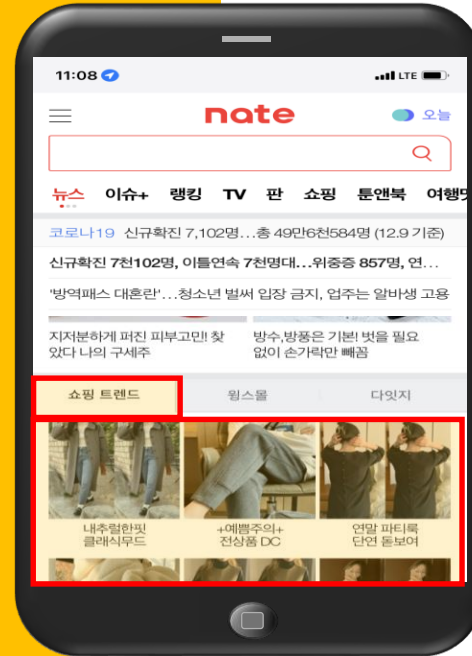 11:08
LTE
nate
오늘
뉴스 이슈+ 랭킹 TV 판 쇼핑 툰앤북 여행맛
코로나19 신규확진 7,102명…총 49만6천584명 (12.9 기준)
신규확진 7천102명, 이틀연속 7천명대…위중증 857명, 연…
'방역패스 대혼란'…청소년 벌써 입장 금지, 업주는 알바생 고용
지저분하게 퍼진 피부고민! 찾
았다 나의 구세주
방수,방풍은 기본! 벗을 필요
없이 손가락만 빼꼼
쇼핑 트렌드 윙스몰 다잇지
내추럴한핏
클래식무드
+예쁨주의+
전상품 DC
연말 파티룩
단연 돋보여